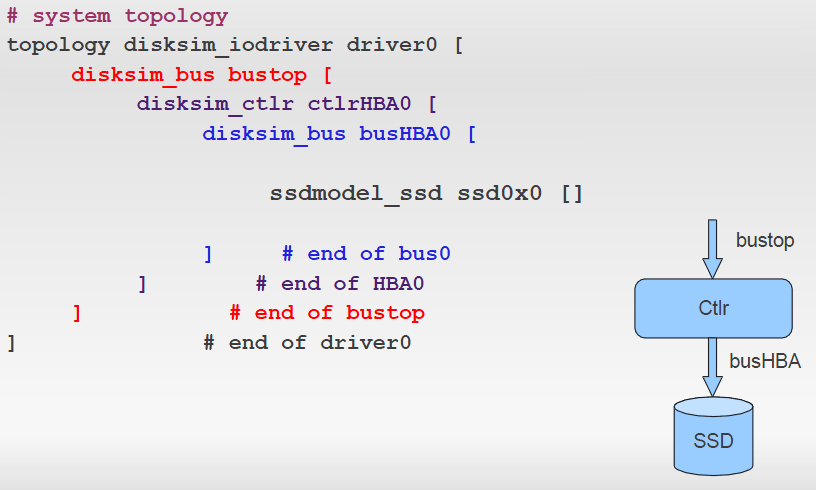 # system topology
topology disksim_iodriver driver0 [
disksim_bus bustop [
disksim_ctlr ctlrHBA0 [
disksim_bus busHBA0 [
ssdmodel_ssd ssd0x0 []
] # end of bus0
] # end of HBA0
] # end of bustop
] # end of driver0
bustop
Ctlr
busHBA
SSD